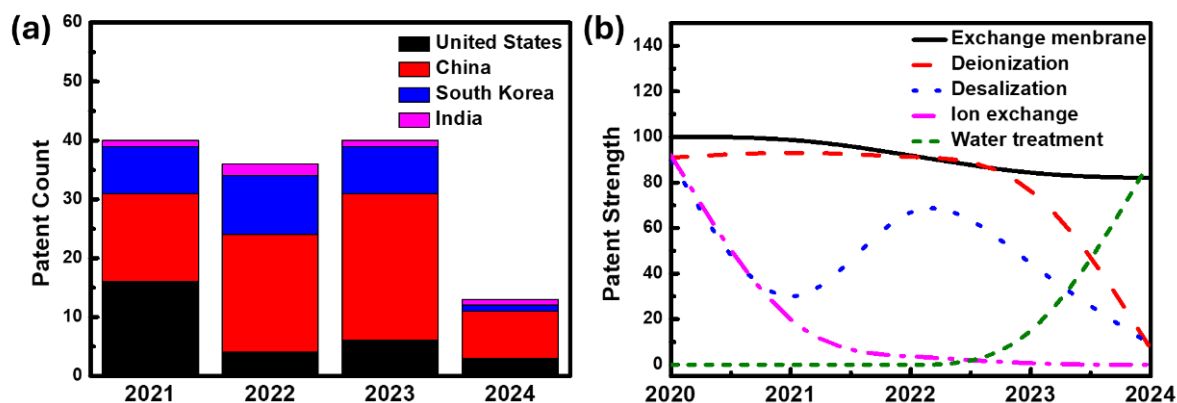 (a)
Patent Count
60
50
40
30
20
10
0
United States
China
South Korea
India
2021
2022
2023
2024
(b)
Patent Strength
140
120
100
80
60
40
20
0
Exchange menbrane
Deionization
Desalization
Ion exchange
Water treatment
2020
2021
2022
2023
2024